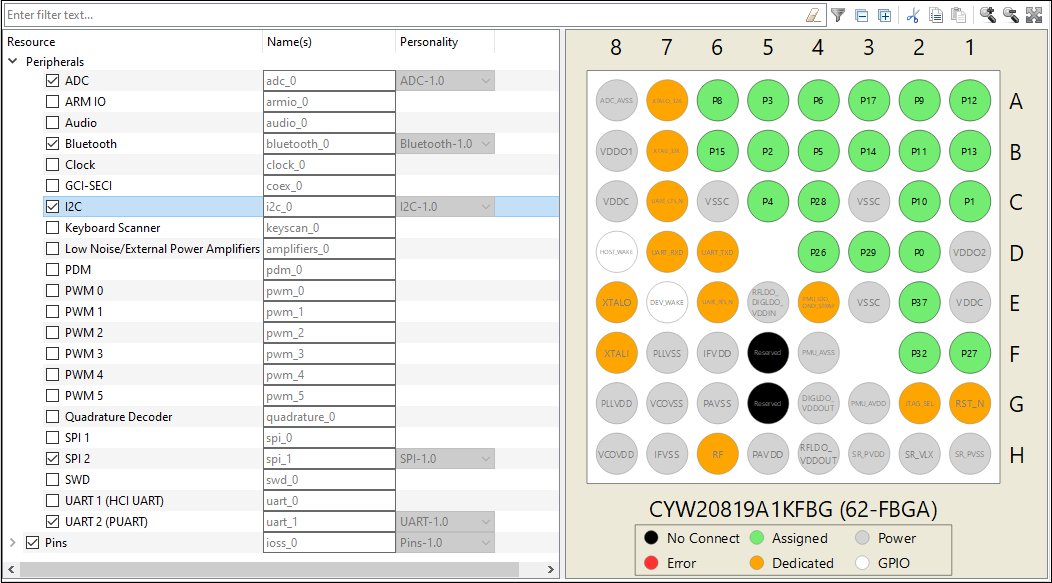 Enter filter text...
Resource Name(s) Personality
Peripherals
ADC adc_0 ADC-1.0
ARM IO armio_0
Audio audio_0
Bluetooth bluetooth_0 Bluetooth-1.0
Clock clock_0
GCI-SECI coex_0
I2C i2c_0 I2C-1.0
Keyboard Scanner keyscan_0
Low Noise/External Power Amplifiers amplifiers_0
PDM pdm_0
PWM 0 pwm_0
PWM 1 pwm_1
PWM 2 pwm_2
PWM 3 pwm_3
PWM 4 pwm_4
PWM 5 pwm_5
Quadrature Decoder quadrature_0
SPI 1 spi_0
SPI 2 spi_1 SPI-1.0
SWD swd_0
UART 1 (HCI UART) uart_0
UART 2 (PUART) uart_1 UART-1.0
Pins ioss_0 Pins-1.0
8 7 6 5 4 3 2 1
ADC_AVSS P8 P3 P6 P17 P9 P12 A
VDDO1 P15 P2 P5 P14 P11 P13 B
VDDC VSSC P4 P28 VSSC P10 P1 C
HOST_WAKE UART_RXD UART_TXD P26 P29 P0 VDDO2 D
XTALO DEV_WAKE RFLDO_ DIGLDO_ VDDIN VSSC P37 VDDC E
XTALI PLLVSS IFVDD Reserved PMU_AVSS P32 P27 F
PLLVDD VCOVSS PAVSS Reserved DIGLDO_ VDDOUT PMU_AVDD JTAG_SEL RST_N G
VCOVDD IFVSS RF PAVDD RFLDO_ VDDOUT SR_PVDD SR_VLX SR_PVSS H
CYW20819A1KFBG (62-FBGA)
No Connect Assigned Power
Error Dedicated GPIO